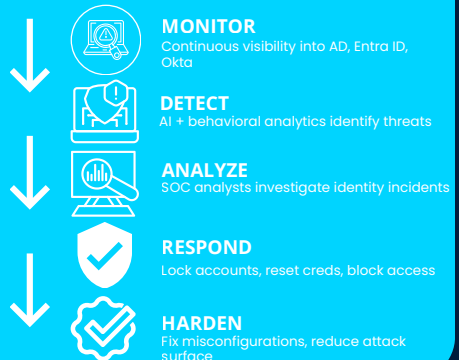 MONITOR
Continuous visibility into AD, Entra ID,
Okta
DETECT
AI + behavioral analytics identify threats
ANALYZE
SOC analysts investigate identity incidents
RESPOND
Lock accounts, reset creds, block access
HARDEN
Fix misconfigurations, reduce attack
surface